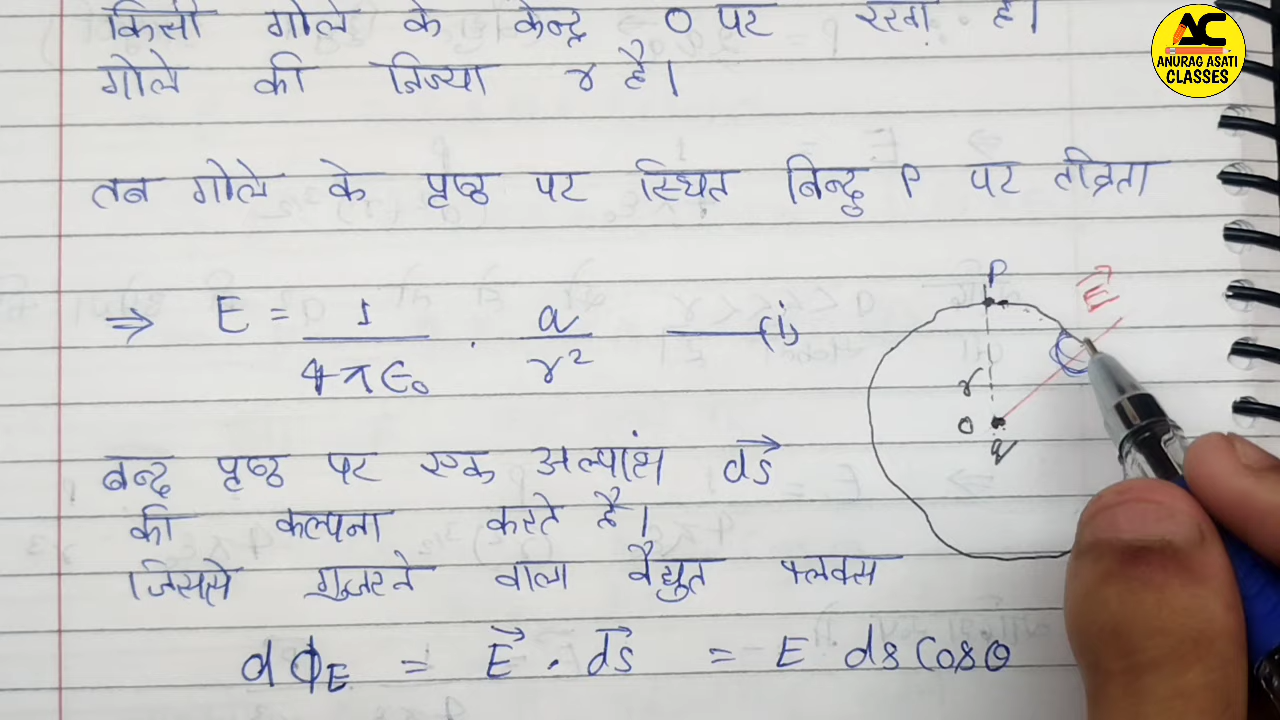 किसी गोले के केन्द्र O पर रखा है।
गोले की त्रिज्या r है।
तब गोले के पृष्ठ पर स्थित बिन्दु P पर तीव्रता
⇒ E = 1/4πε₀ · q/r² —(i)
बन्द पृष्ठ पर एक अल्पांश ds→
की कल्पना करते है।
जिससे गुजरने वाला वैद्युत फ्लक्स
dϕE = E→ . ds→ = E ds Cosθ
P
E→
r
O
q
AC
ANURAG ASATI
CLASSES